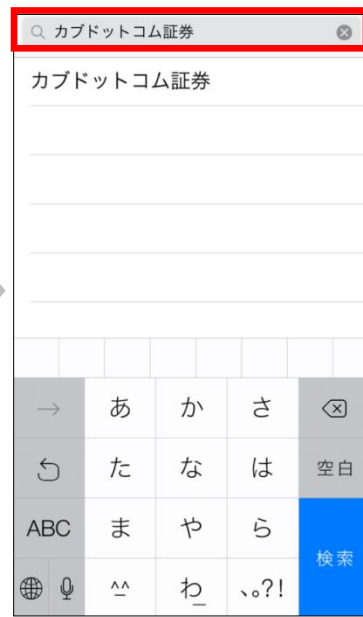 カブドットコム証券
カブドットコム証券
→ あ か さ
た な は 空白
ABC ま や ら
検索
^^ わ_ 、。?!